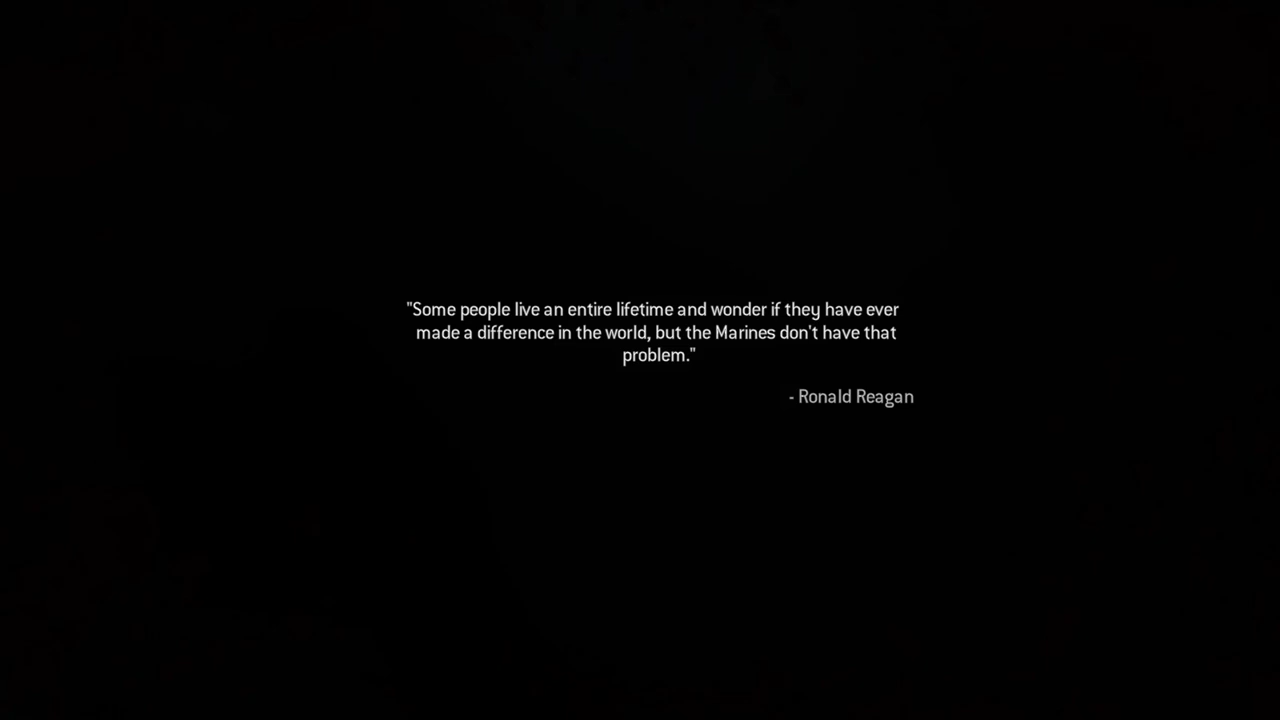 "Some people live an entire lifetime and wonder if they have ever
made a difference in the world, but the Marines don't have that
problem."
- Ronald Reagan